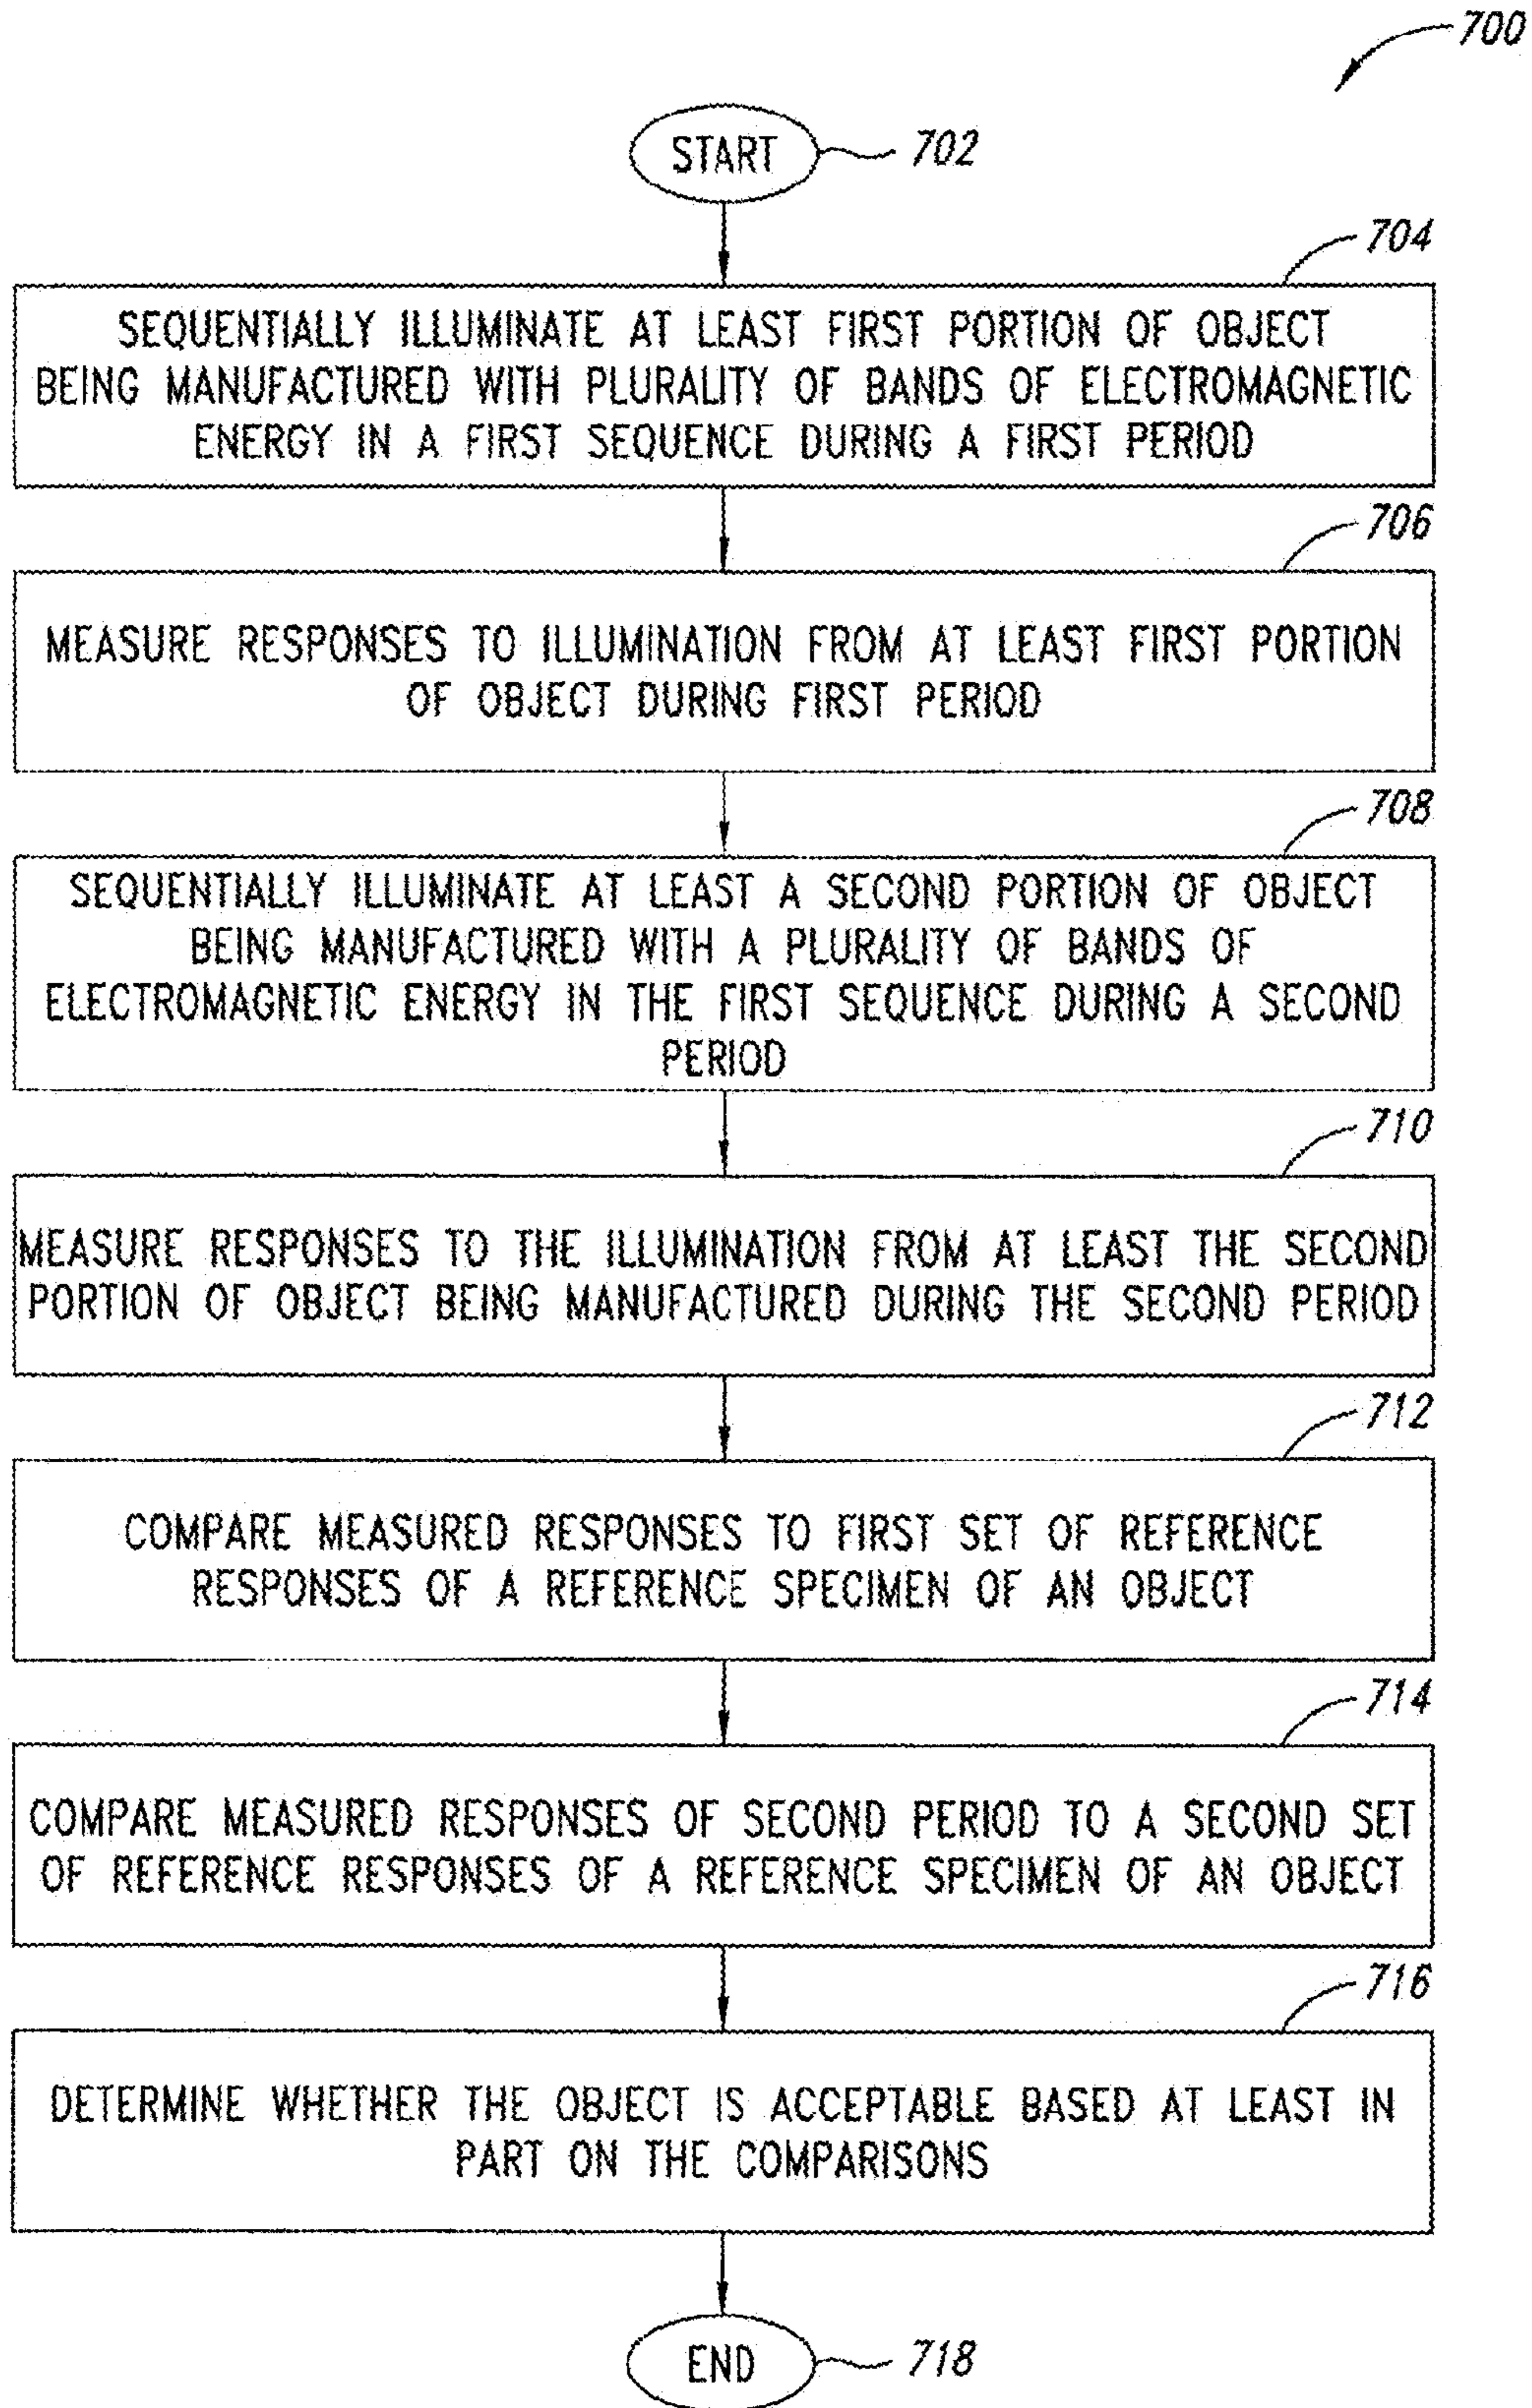 700
START 702
704
SEQUENTIALLY ILLUMINATE AT LEAST FIRST PORTION OF OBJECT
BEING MANUFACTURED WITH PLURALITY OF BANDS OF ELECTROMAGNETIC
ENERGY IN A FIRST SEQUENCE DURING A FIRST PERIOD
706
MEASURE RESPONSES TO ILLUMINATION FROM AT LEAST FIRST PORTION
OF OBJECT DURING FIRST PERIOD
708
SEQUENTIALLY ILLUMINATE AT LEAST A SECOND PORTION OF OBJECT
BEING MANUFACTURED WITH A PLURALITY OF BANDS OF
ELECTROMAGNETIC ENERGY IN THE FIRST SEQUENCE DURING A SECOND
PERIOD
710
MEASURE RESPONSES TO THE ILLUMINATION FROM AT LEAST THE SECOND
PORTION OF OBJECT BEING MANUFACTURED DURING THE SECOND PERIOD
712
COMPARE MEASURED RESPONSES TO FIRST SET OF REFERENCE
RESPONSES OF A REFERENCE SPECIMEN OF AN OBJECT
714
COMPARE MEASURED RESPONSES OF SECOND PERIOD TO A SECOND SET
OF REFERENCE RESPONSES OF A REFERENCE SPECIMEN OF AN OBJECT
716
DETERMINE WHETHER THE OBJECT IS ACCEPTABLE BASED AT LEAST IN
PART ON THE COMPARISONS
END 718